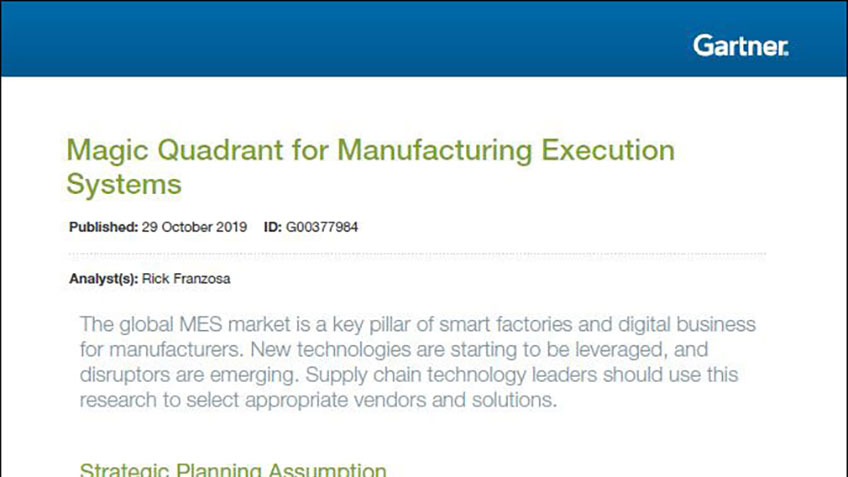 Gartner
Magic Quadrant for Manufacturing Execution
Systems
Published: 29 October 2019 ID: G00377984
Analyst(s): Rick Franzosa
The global MES market is a key pillar of smart factories and digital business
for manufacturers. New technologies are starting to be leveraged, and
disruptors are emerging. Supply chain technology leaders should use this
research to select appropriate vendors and solutions.
Strategic Planning Assumption